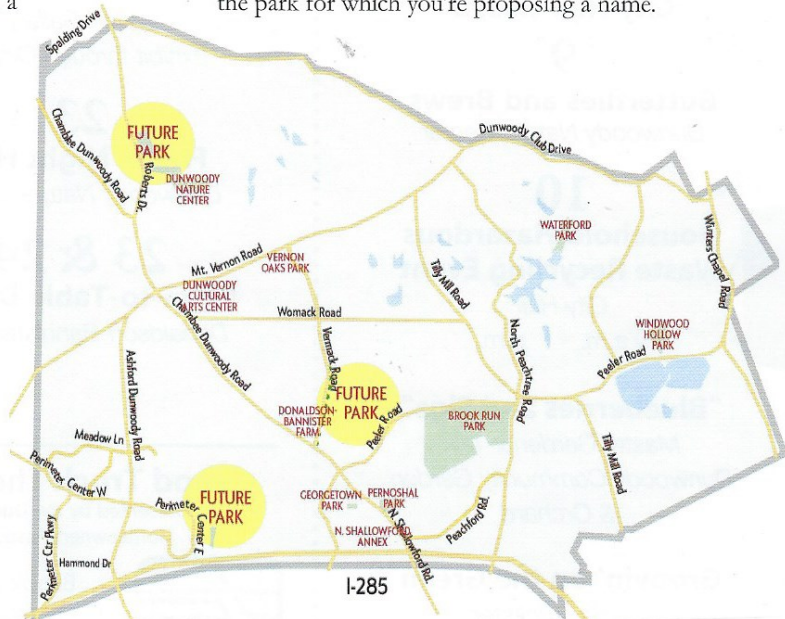 a
the park for which you're proposing a name.
Spalding Drive
Chamblee Dunwoody Road
FUTURE
PARK
Roberts Dr.
DUNWOODY
NATURE
CENTER
Dunwoody Club Drive
WATERFORD
PARK
Winters Chapel Road
Mt. Vernon Road
VERNON
OAKS PARK
Tilly Mill Road
DUNWOODY
CULTURAL
ARTS CENTER
Womack Road
Chamblee Dunwoody Road
Vermack Road
North Peachtree Road
WINDWOOD
HOLLOW
PARK
Peeler Road
Ashford Dunwoody Road
FUTURE
PARK
DONALDSON-
BANNISTER
FARM
Peeler Road
BROOK RUN
PARK
Tilly Mill Road
Meadow Ln
Perimeter Center W
Perimeter Center E
FUTURE
PARK
GEORGETOWN
PARK
PERNOSHAL
PARK
N. SHALLOWFORD
ANNEX
N. Shallowford Rd.
Peachford Rd.
Perimeter Ctr Pkwy
Hammond Dr
I-285